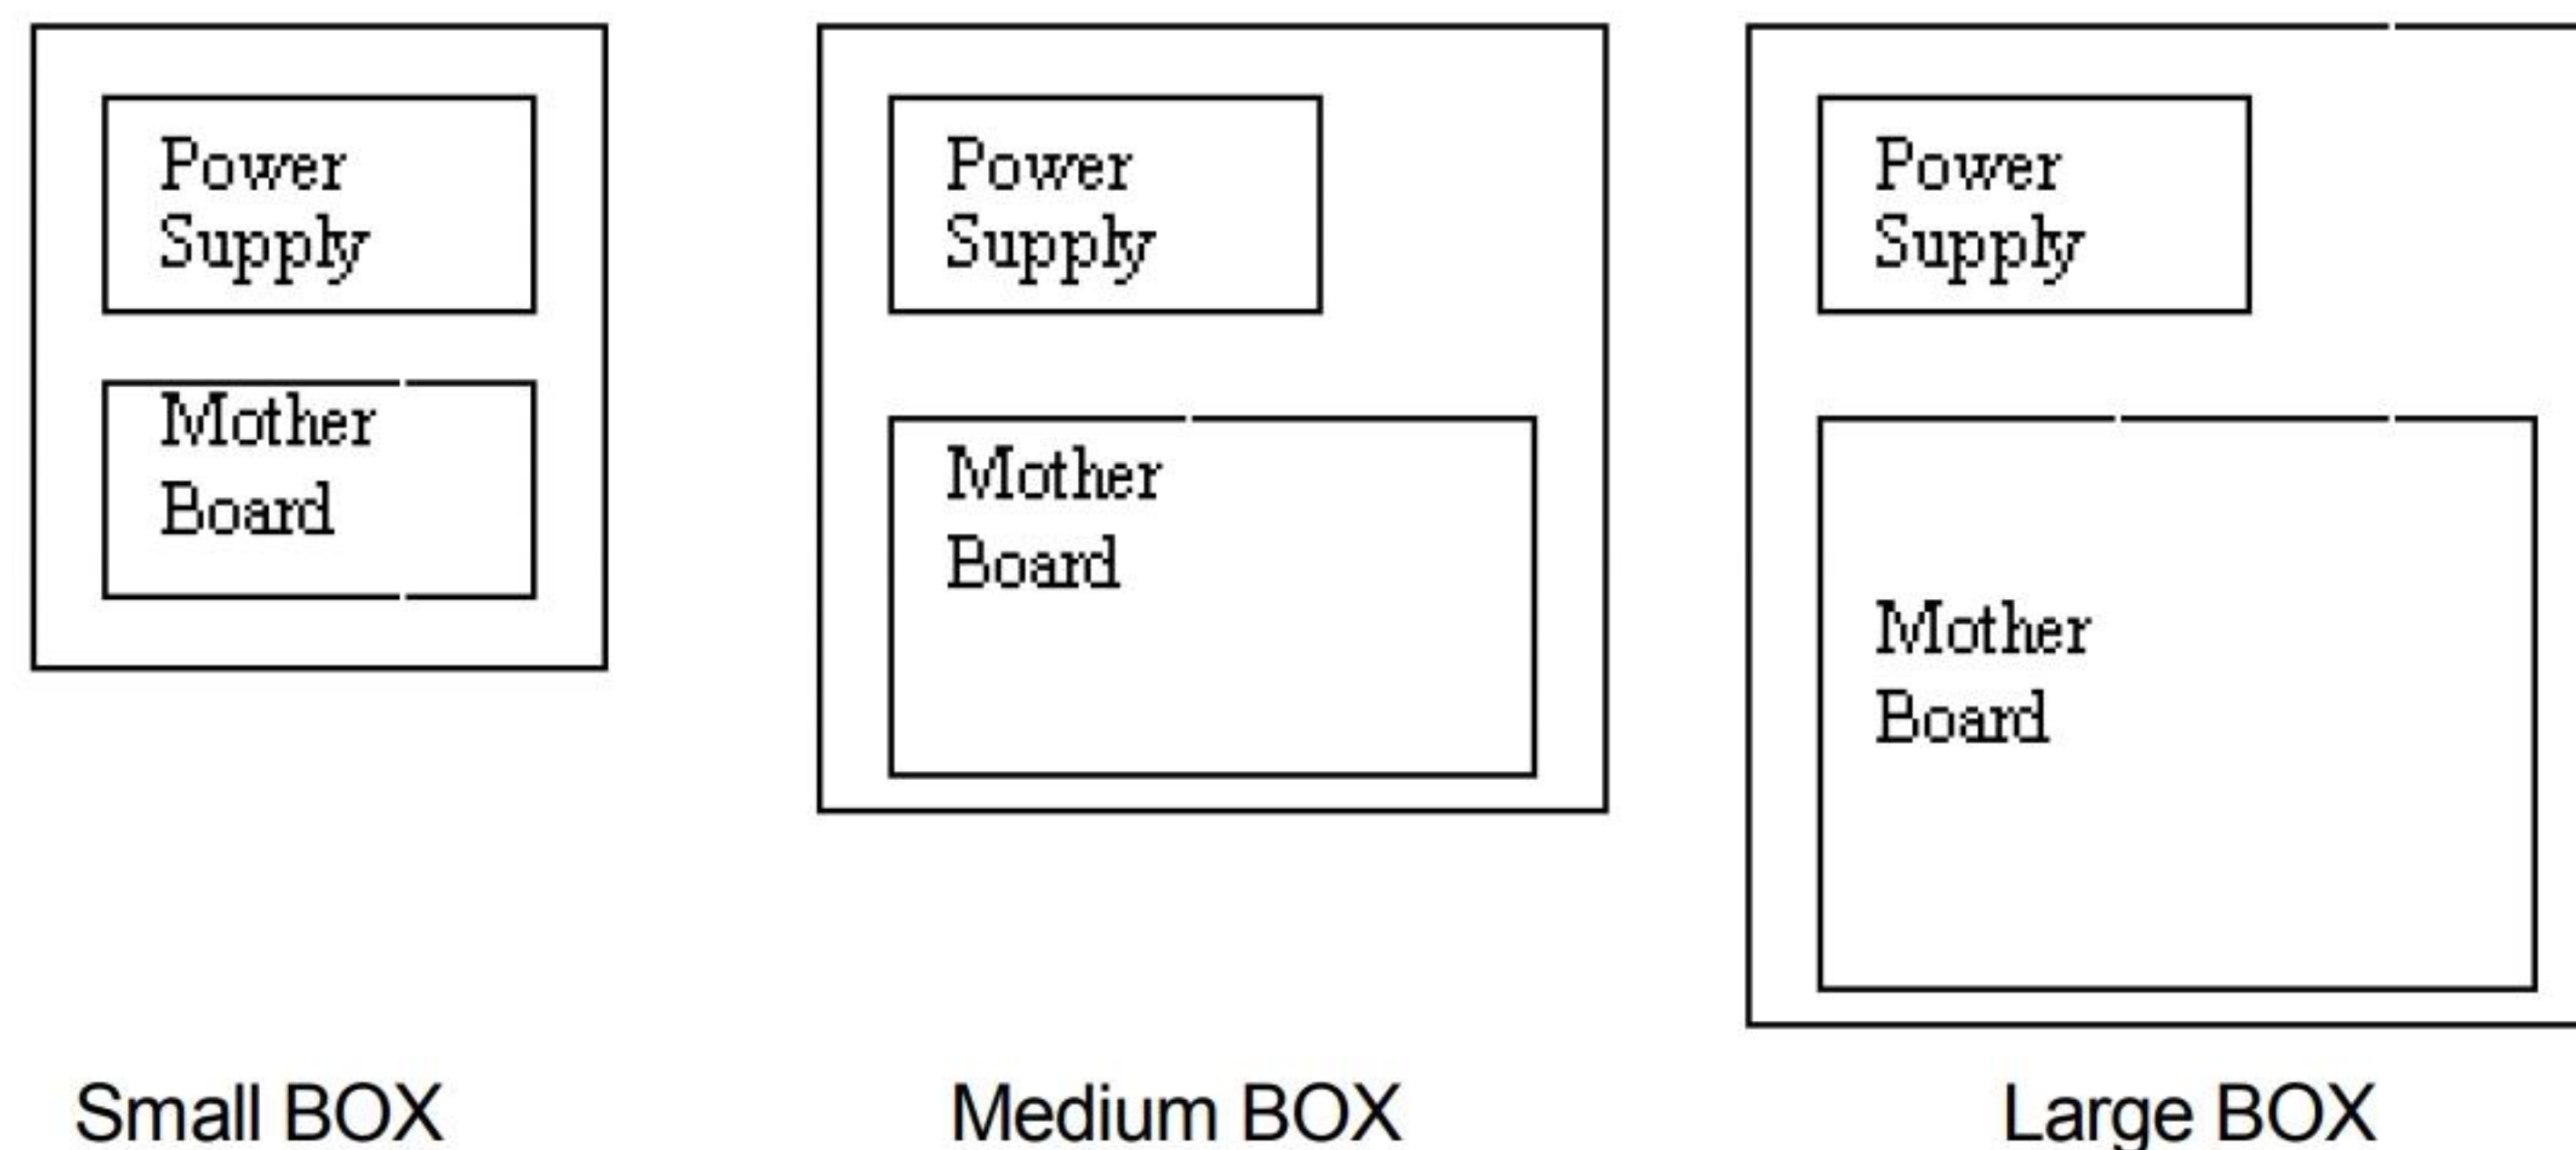 Power
Supply
Mother
Board
Small BOX
Power
Supply
Mother
Board
Medium BOX
Power
Supply
Mother
Board
Large BOX